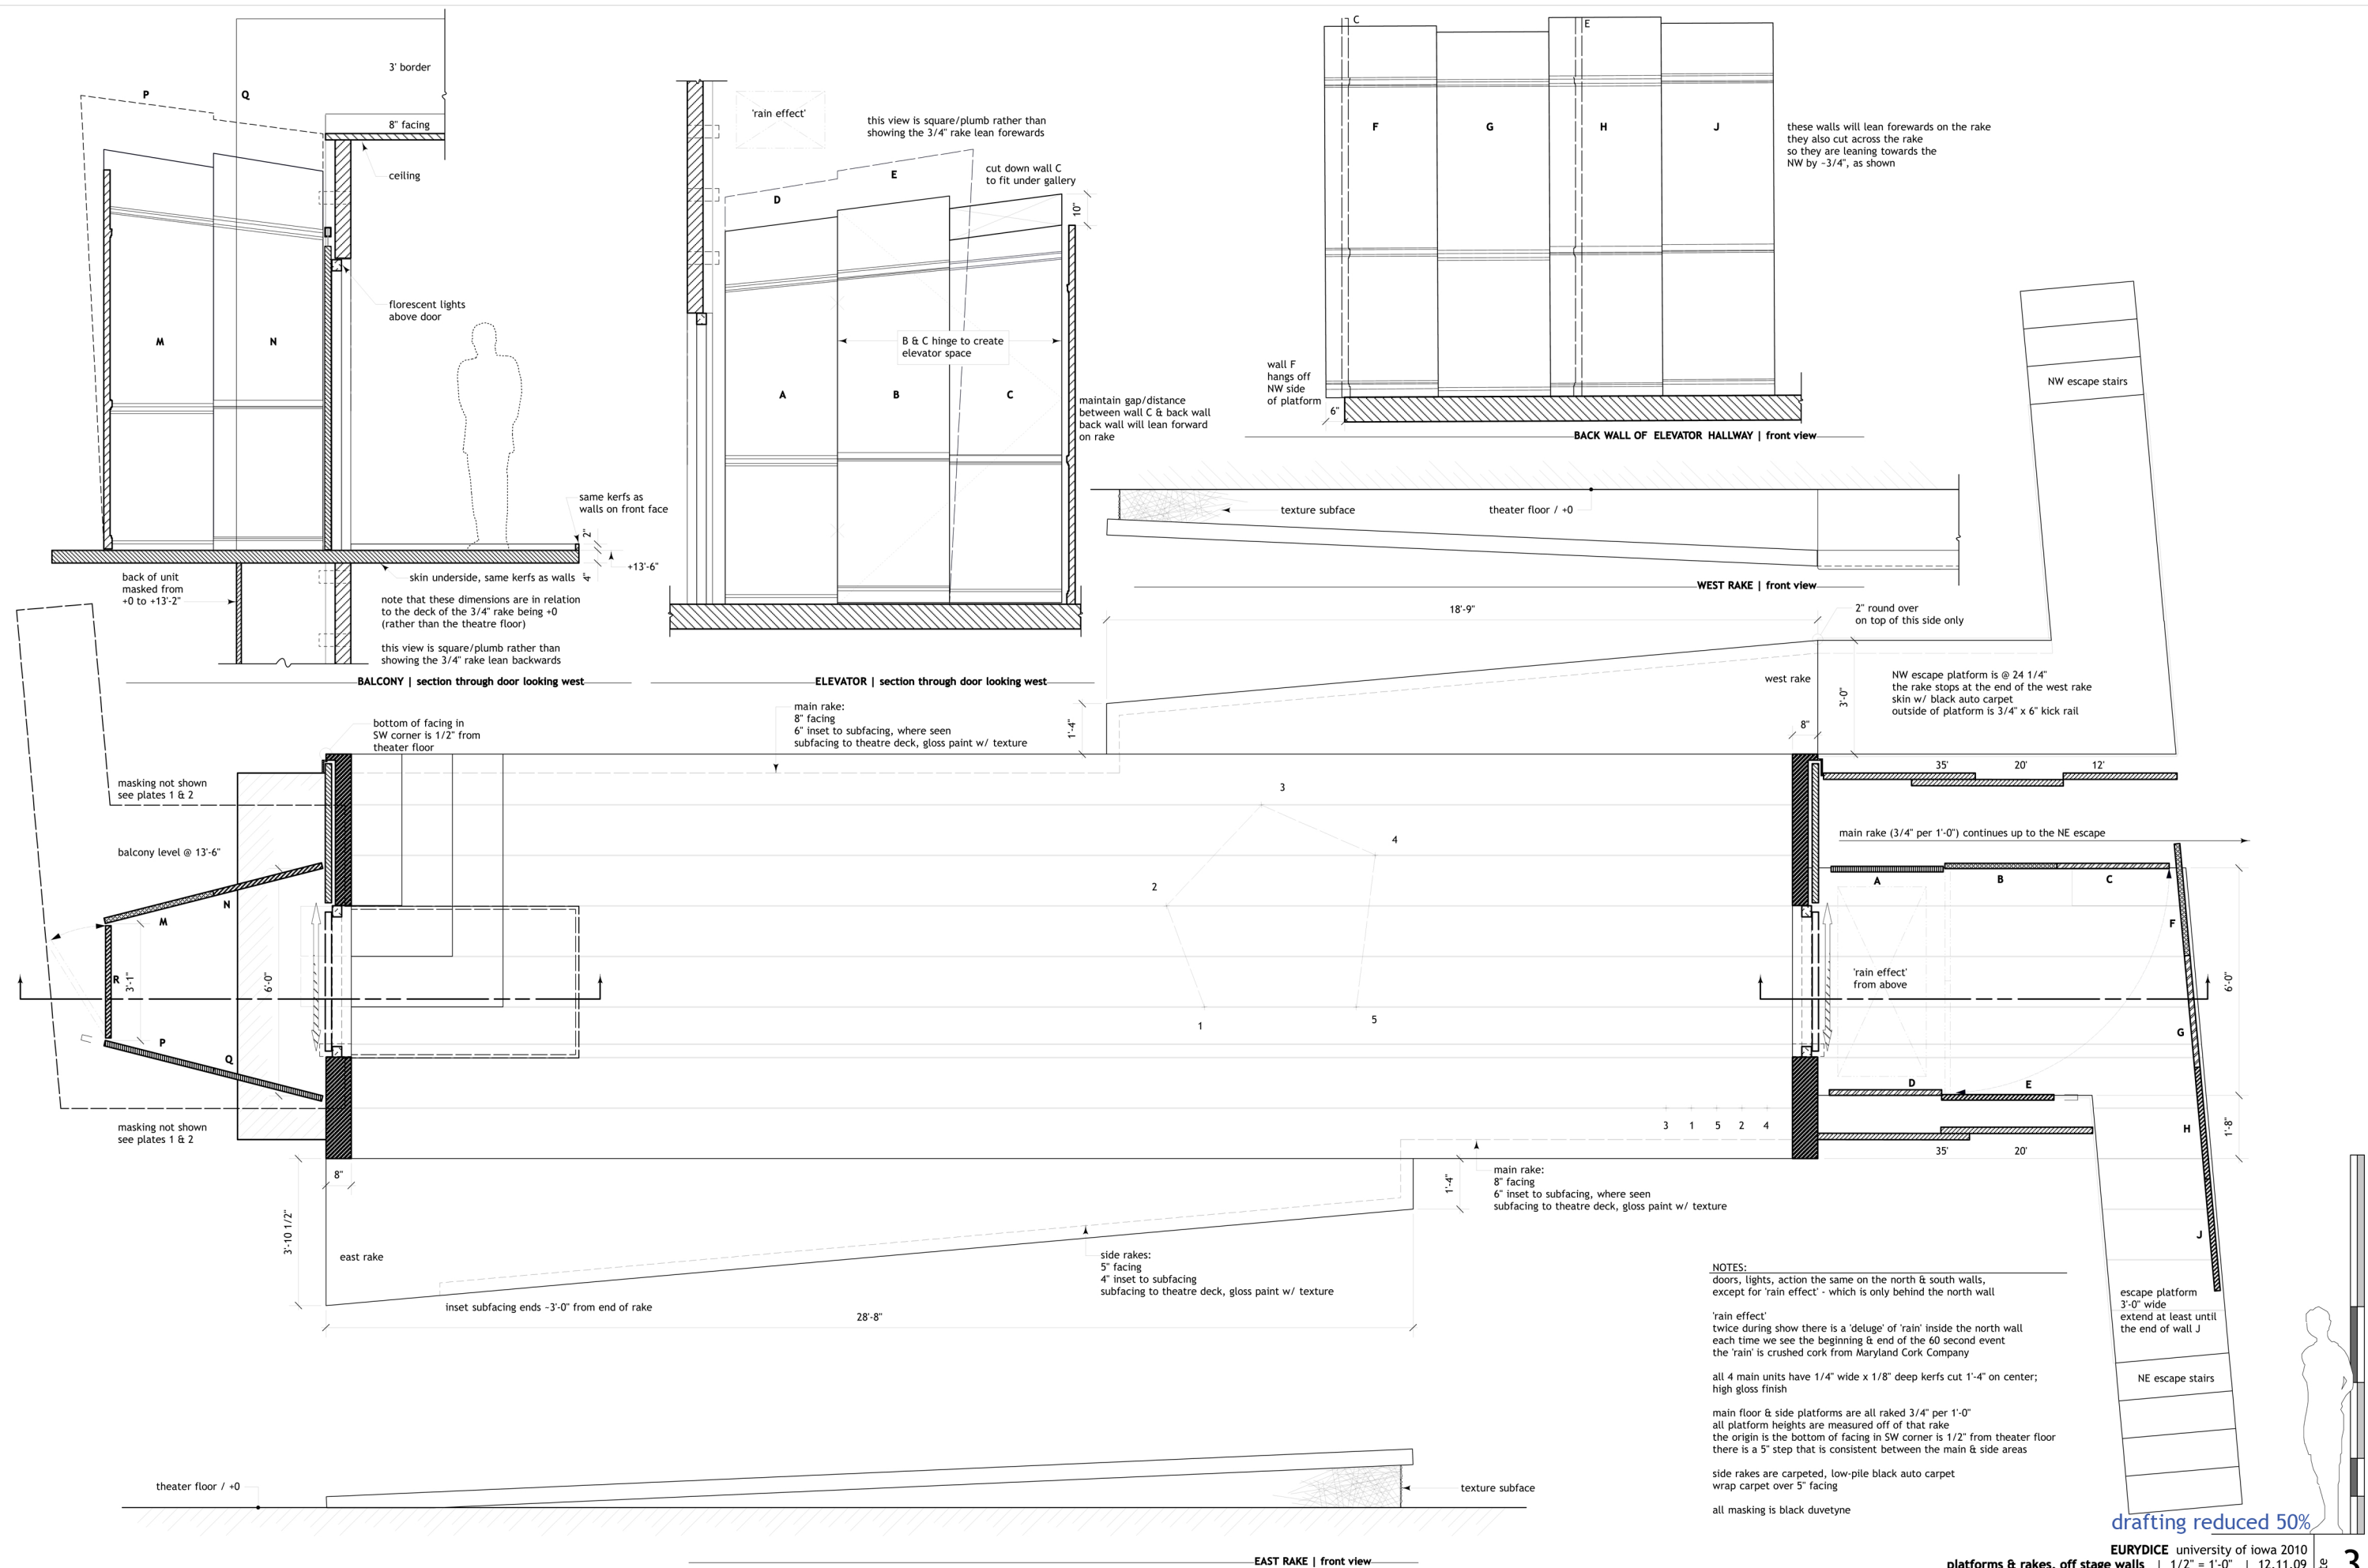 3' border
P
Q
8" facing
ceiling
florescent lights
above door
M
N
same kerfs as
walls on front face
2"
4"
+13'-6"
back of unit
masked from
+0 to +13'-2"
skin underside, same kerfs as walls
note that these dimensions are in relation
to the deck of the 3/4" rake being +0
(rather than the theatre floor)
this view is square/plumb rather than
showing the 3/4" rake lean backwards
BALCONY | section through door looking west
'rain effect'
this view is square/plumb rather than
showing the 3/4" rake lean forewards
cut down wall C
to fit under gallery
E
D
10"
B & C hinge to create
elevator space
A
B
C
maintain gap/distance
between wall C & back wall
back wall will lean forward
on rake
ELEVATOR | section through door looking west
C
E
F
G
H
J
these walls will lean forewards on the rake
they also cut across the rake
so they are leaning towards the
NW by ~3/4", as shown
wall F
hangs off
NW side
of platform
6"
BACK WALL OF ELEVATOR HALLWAY | front view
NW escape stairs
texture subface
theater floor / +0
WEST RAKE | front view
18'-9"
2" round over
on top of this side only
west rake
3'-0"
NW escape platform is @ 24 1/4"
the rake stops at the end of the west rake
skin w/ black auto carpet
outside of platform is 3/4" x 6" kick rail
bottom of facing in
SW corner is 1/2" from
theater floor
main rake:
8" facing
6" inset to subfacing, where seen
subfacing to theatre deck, gloss paint w/ texture
1'-4"
8"
35'
20'
12'
masking not shown
see plates 1 & 2
main rake (3/4" per 1'-0") continues up to the NE escape
balcony level @ 13'-6"
N
M
R
3'-1"
6'-0"
P
Q
3
4
2
1
5
A
B
C
F
'rain effect'
from above
6'-0"
G
D
E
masking not shown
see plates 1 & 2
3
1
5
2
4
H
1'-8"
35'
20'
8"
3'-10 1/2"
1'-4"
main rake:
8" facing
6" inset to subfacing, where seen
subfacing to theatre deck, gloss paint w/ texture
J
east rake
side rakes:
5" facing
4" inset to subfacing
subfacing to theatre deck, gloss paint w/ texture
inset subfacing ends ~3'-0" from end of rake
28'-8"
NOTES:
doors, lights, action the same on the north & south walls,
except for 'rain effect' - which is only behind the north wall
'rain effect'
twice during show there is a 'deluge' of 'rain' inside the north wall
each time we see the beginning & end of the 60 second event
the 'rain' is crushed cork from Maryland Cork Company
all 4 main units have 1/4" wide x 1/8" deep kerfs cut 1'-4" on center;
high gloss finish
main floor & side platforms are all raked 3/4" per 1'-0"
all platform heights are measured off of that rake
the origin is the bottom of facing in SW corner is 1/2" from theater floor
there is a 5" step that is consistent between the main & side areas
side rakes are carpeted, low-pile black auto carpet
wrap carpet over 5" facing
all masking is black duvetyne
escape platform
3'-0" wide
extend at least until
the end of wall J
NE escape stairs
theater floor / +0
texture subface
EAST RAKE | front view
drafting reduced 50%
EURYDICE university of iowa 2010
platforms & rakes, off stage walls | 1/2" = 1'-0" | 12.11.09
3